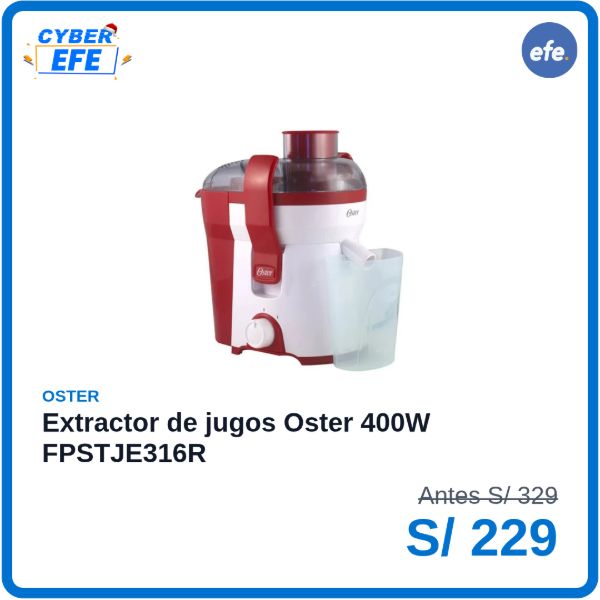 CYBER
EFE
efe.
Oster
Oster
OSTER
Extractor de jugos Oster 400W
FPSTJE316R
Antes S/ 329
S/ 229